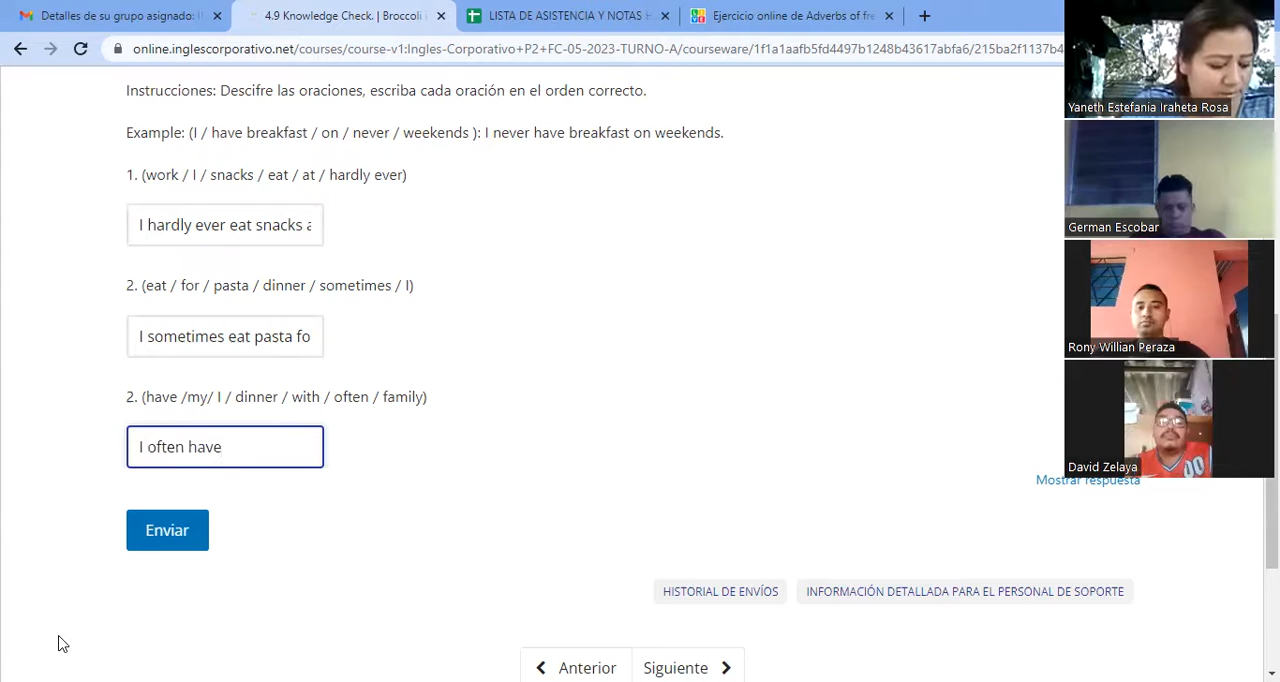 Detalles de su grupo asignado: I
4.9 Knowledge Check. | Broccoli i
LISTA DE ASISTENCIA Y NOTAS I
Ejercicio online de Adverbs of fre
online.inglescorporativo.net/courses/course-v1:Ingles-Corporativo+P2+FC-05-2023-TURNO-A/courseware/1f1a1aafb5fd4497b1248b43617abfa6/215ba2f1137b4
Instrucciones: Descifre las oraciones, escriba cada oración en el orden correcto.
Example: (I / have breakfast / on / never / weekends ): I never have breakfast on weekends.
1. (work / I / snacks / eat / at / hardly ever)
I hardly ever eat snacks a
2. (eat / for / pasta / dinner / sometimes / I)
I sometimes eat pasta fo
2. (have /my/ I / dinner / with / often / family)
I often have
Mostrar respuesta
Enviar
HISTORIAL DE ENVÍOS
INFORMACIÓN DETALLADA PARA EL PERSONAL DE SOPORTE
Anterior
Siguiente
Yaneth Estefania Iraheta Rosa
German Escobar
Rony Willian Peraza
David Zelaya